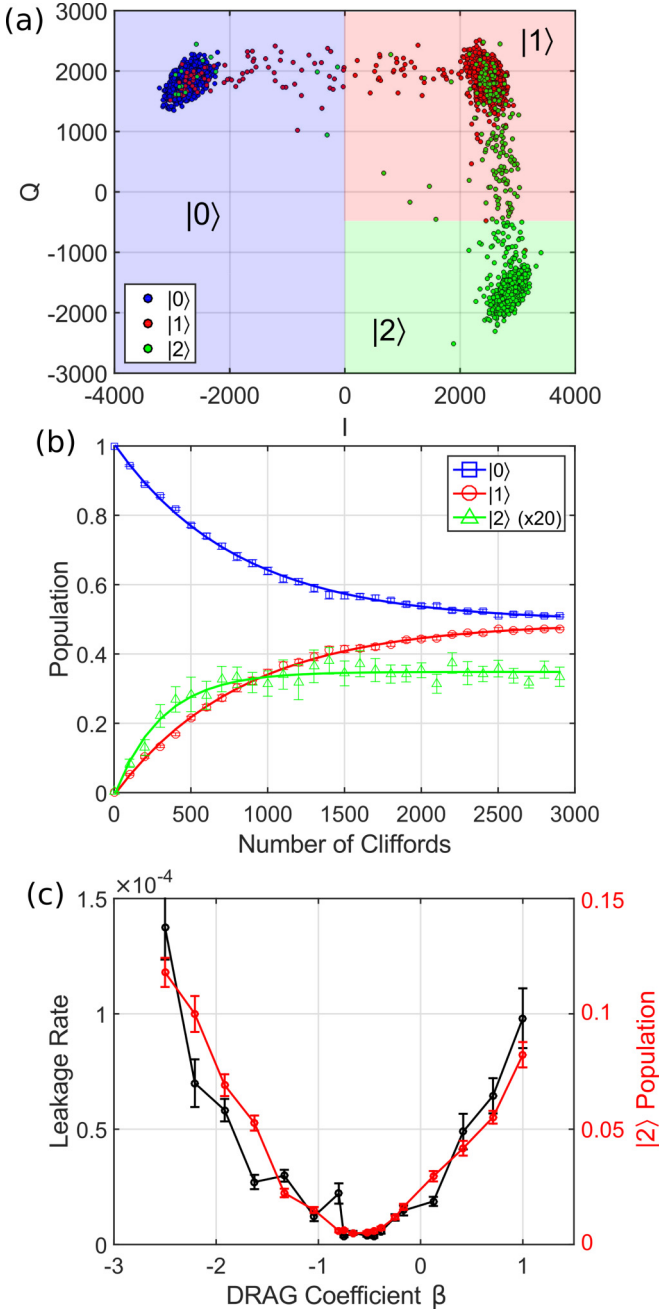 (a)
3000
2000
1000
0
-1000
-2000
-3000
Q
|0⟩
|1⟩
|2⟩
|0⟩
|1⟩
|2⟩
-4000 -2000 0 2000 4000
I
(b)
1
0.8
0.6
0.4
0.2
0
Population
|0⟩
|1⟩
|2⟩ (x20)
0 500 1000 1500 2000 2500 3000
Number of Cliffords
(c)
×10⁻⁴
1.5
1
0.5
0
Leakage Rate
0.15
0.1
0.05
0
|2⟩ Population
-3 -2 -1 0 1
DRAG Coefficient β